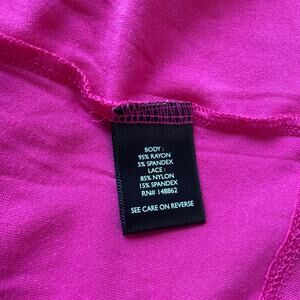 BODY :
95% RAYON
5% SPANDEX
LACE :
85% NYLON
15% SPANDEX
RN# 148862
SEE CARE ON REVERSE